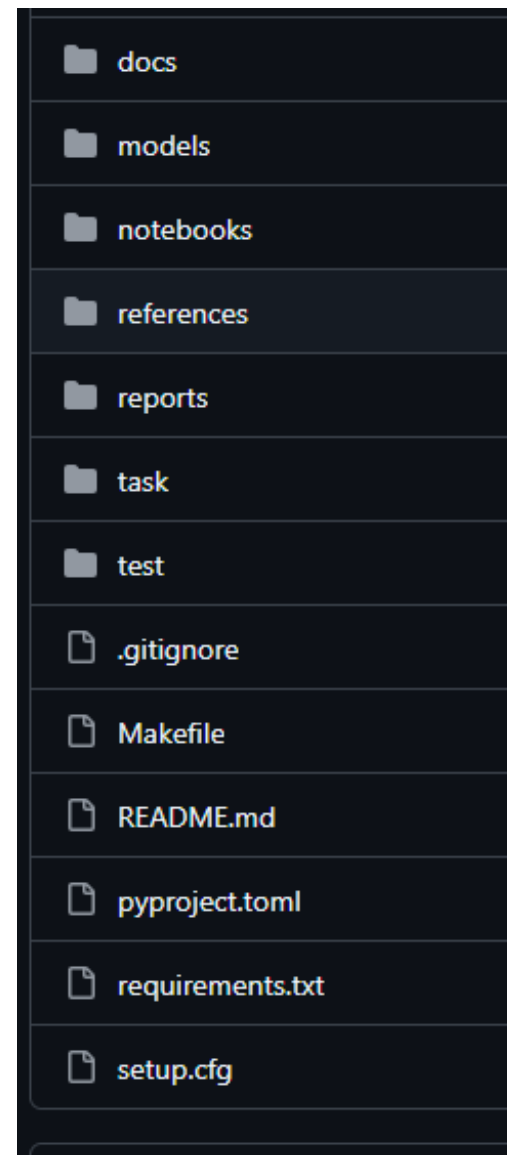 docs
models
notebooks
references
reports
task
test
.gitignore
Makefile
README.md
pyproject.toml
requirements.txt
setup.cfg